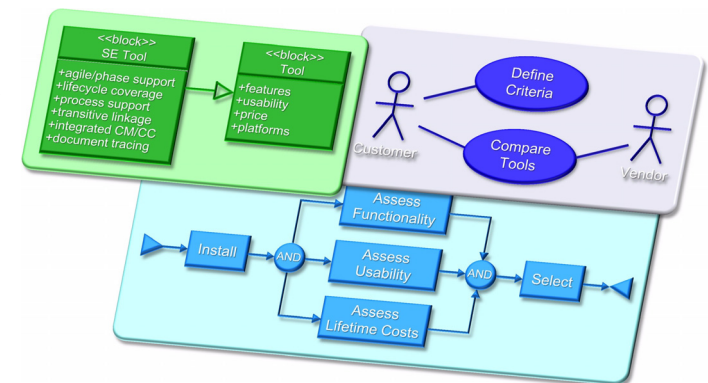 <<block>>
SE Tool
+agile/phase support
+lifecycle coverage
+process support
+transitive linkage
+integrated CM/CC
+document tracing
<<block>>
Tool
+features
+usability
+price
+platforms
Define
Criteria
Customer
Compare
Tools
Vendor
Assess
Functionality
Install
AND
Assess
Usability
AND
Select
Assess
Lifetime Costs